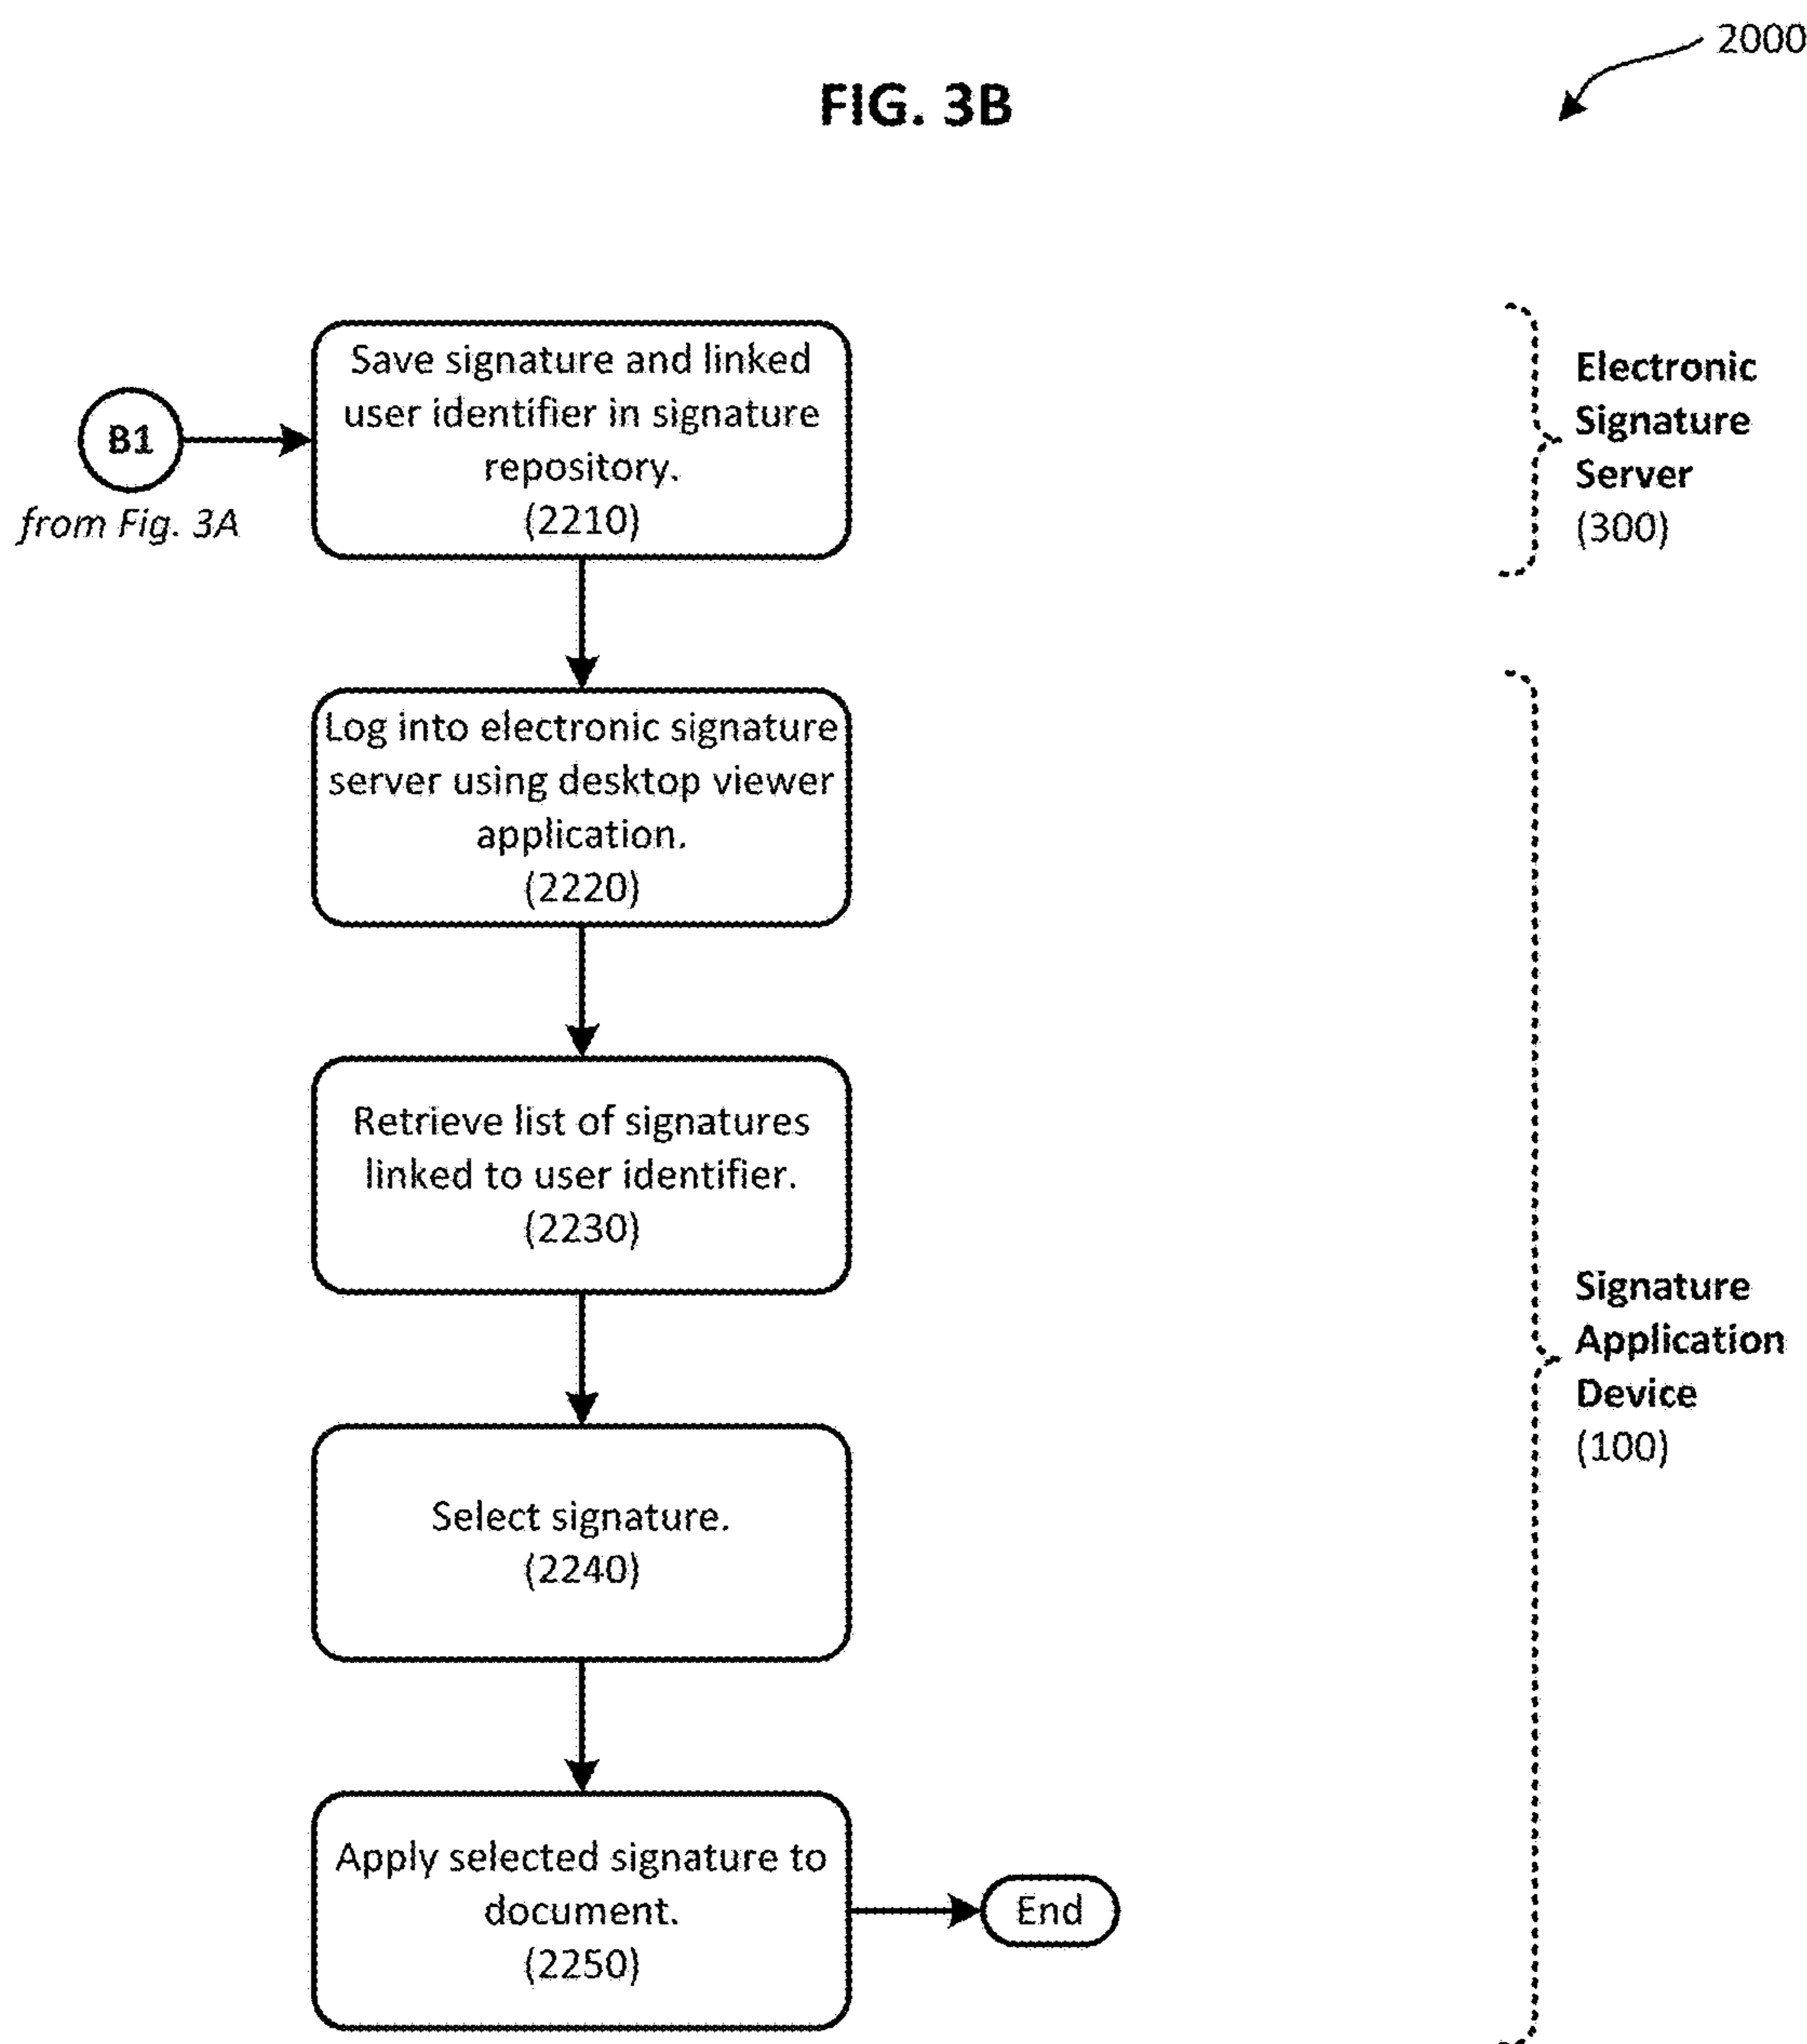 2000
FIG. 3B
Save signature and linked
user identifier in signature
repository.
(2210)
B1
from Fig. 3A
Electronic
Signature
Server
(300)
Log into electronic signature
server using desktop viewer
application.
(2220)
Retrieve list of signatures
linked to user identifier.
(2230)
Signature
Application
Device
(100)
Select signature.
(2240)
Apply selected signature to
document.
(2250)
End